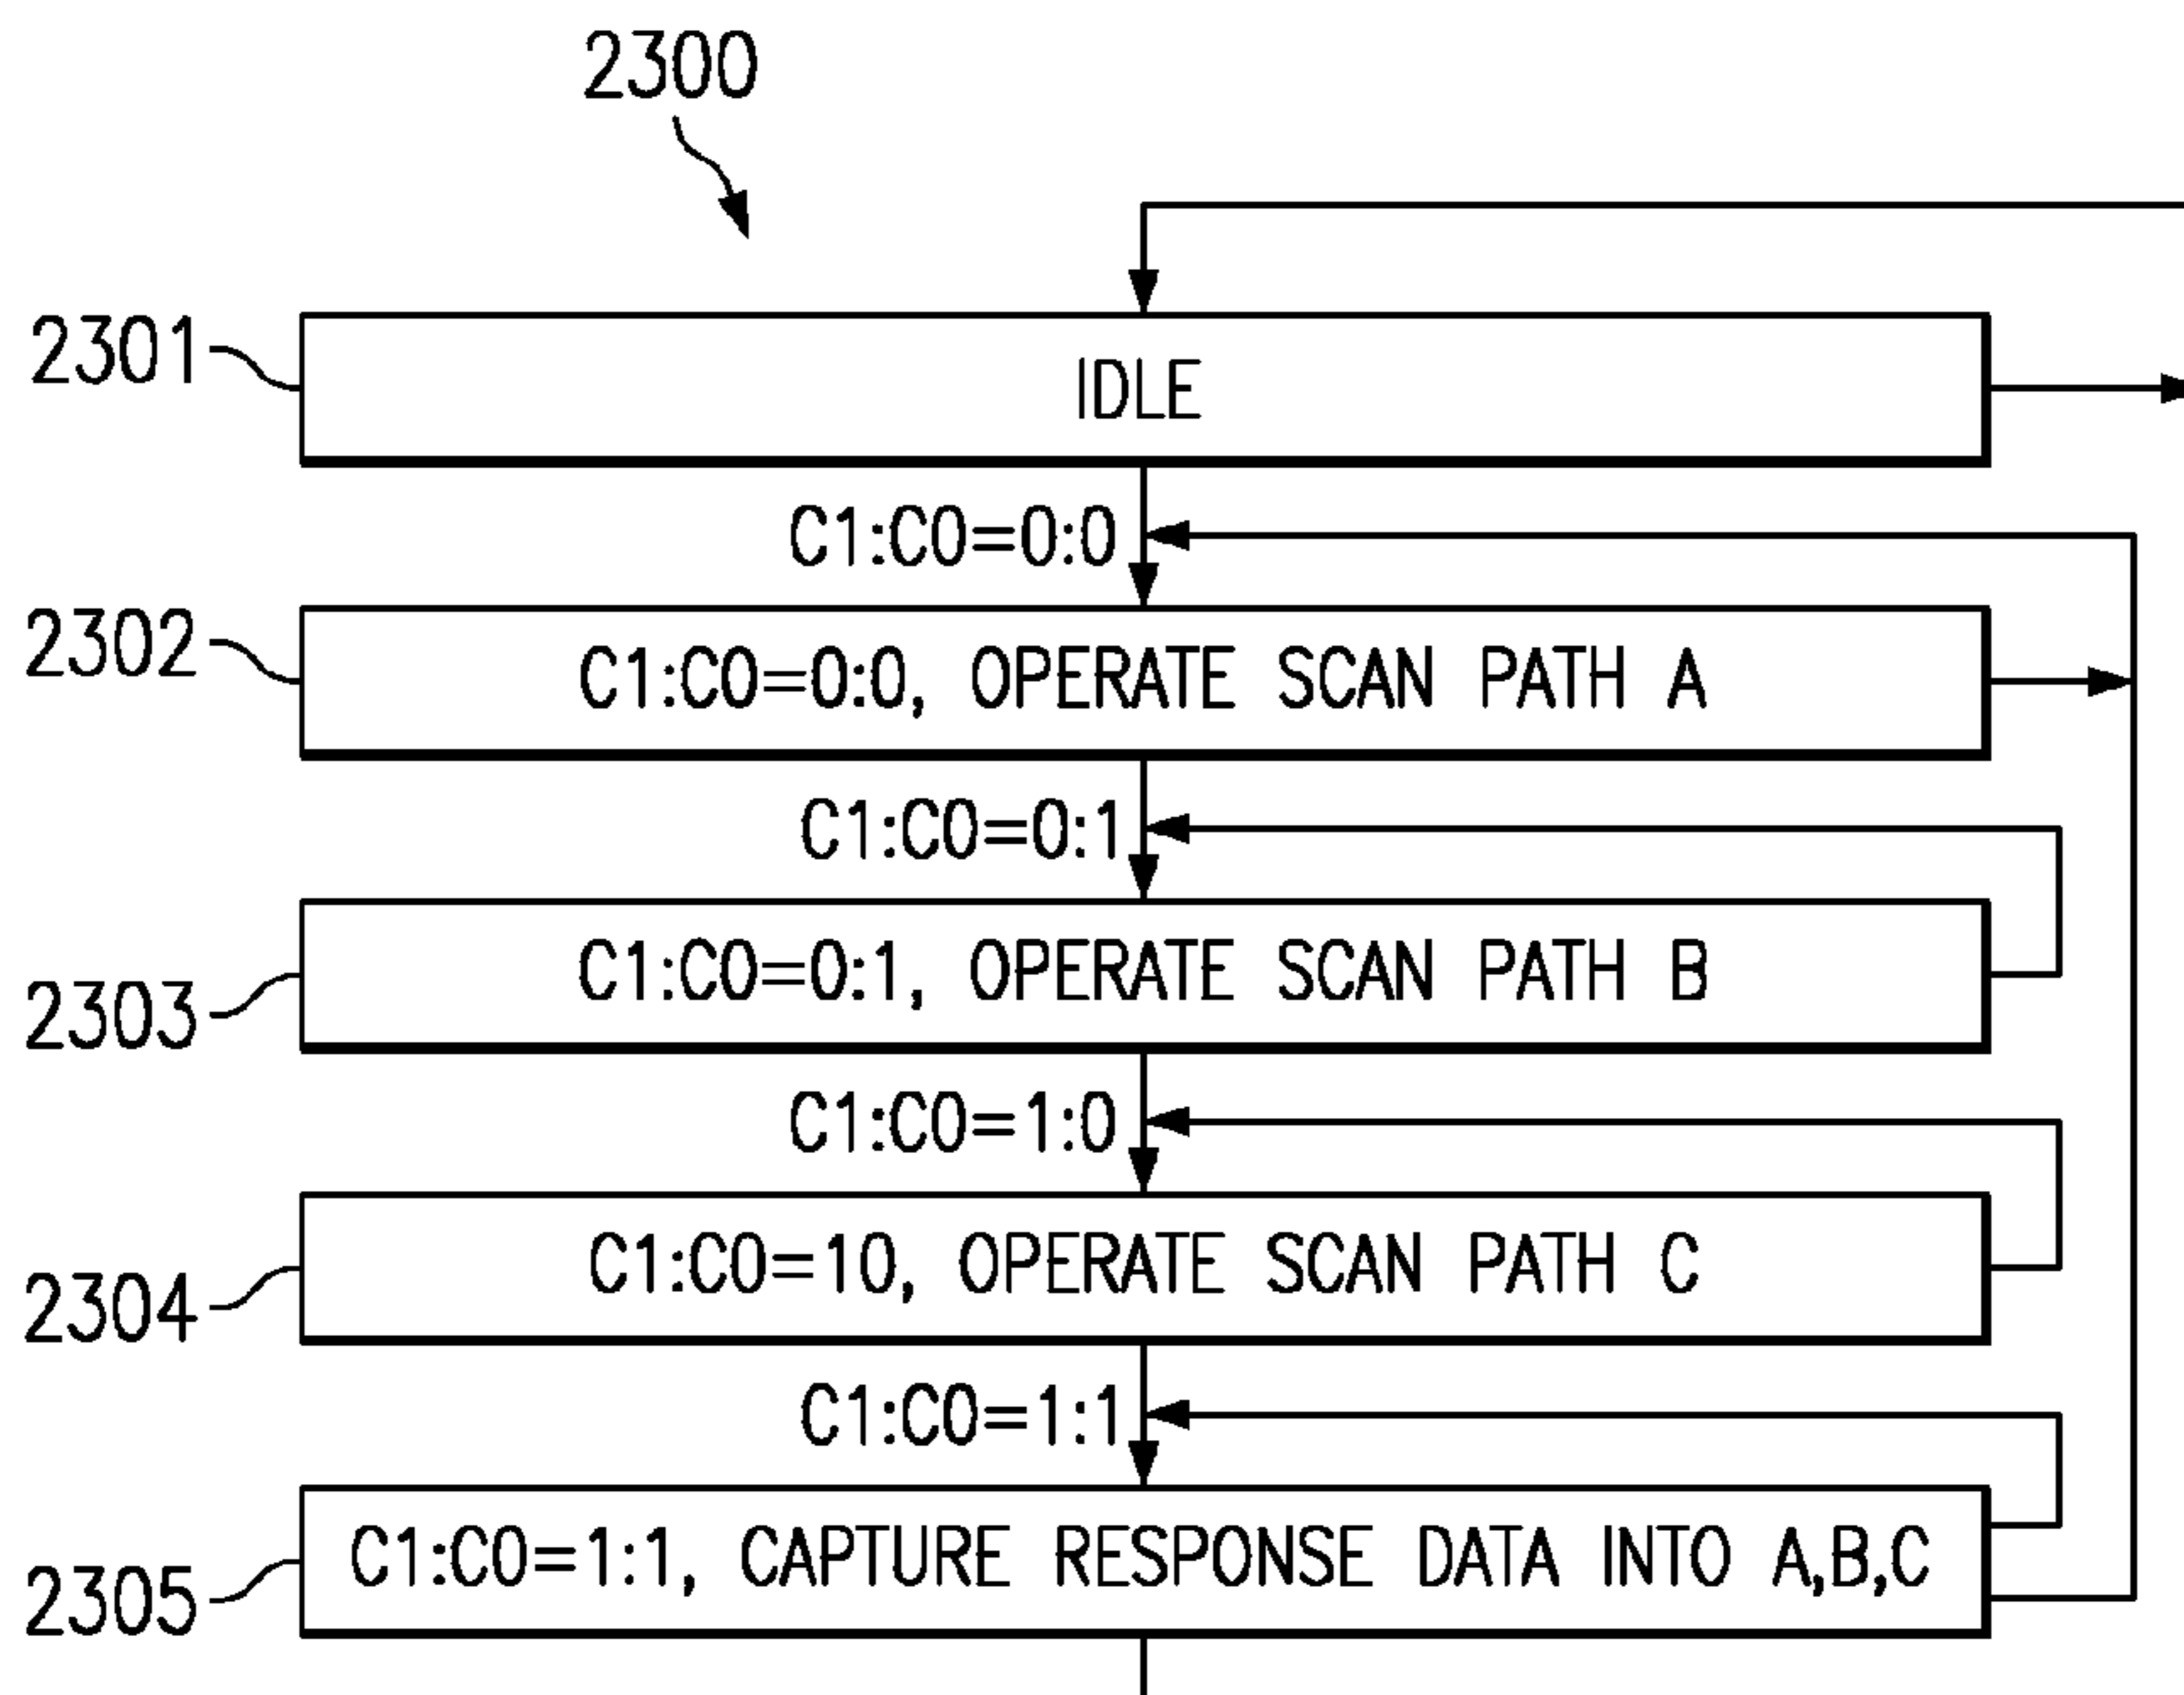 2300
2301
IDLE
C1:C0=0:0
2302
C1:C0=0:0, OPERATE SCAN PATH A
C1:C0=0:1
2303
C1:C0=0:1, OPERATE SCAN PATH B
C1:C0=1:0
2304
C1:C0=10, OPERATE SCAN PATH C
C1:C0=1:1
2305
C1:C0=1:1, CAPTURE RESPONSE DATA INTO A,B,C